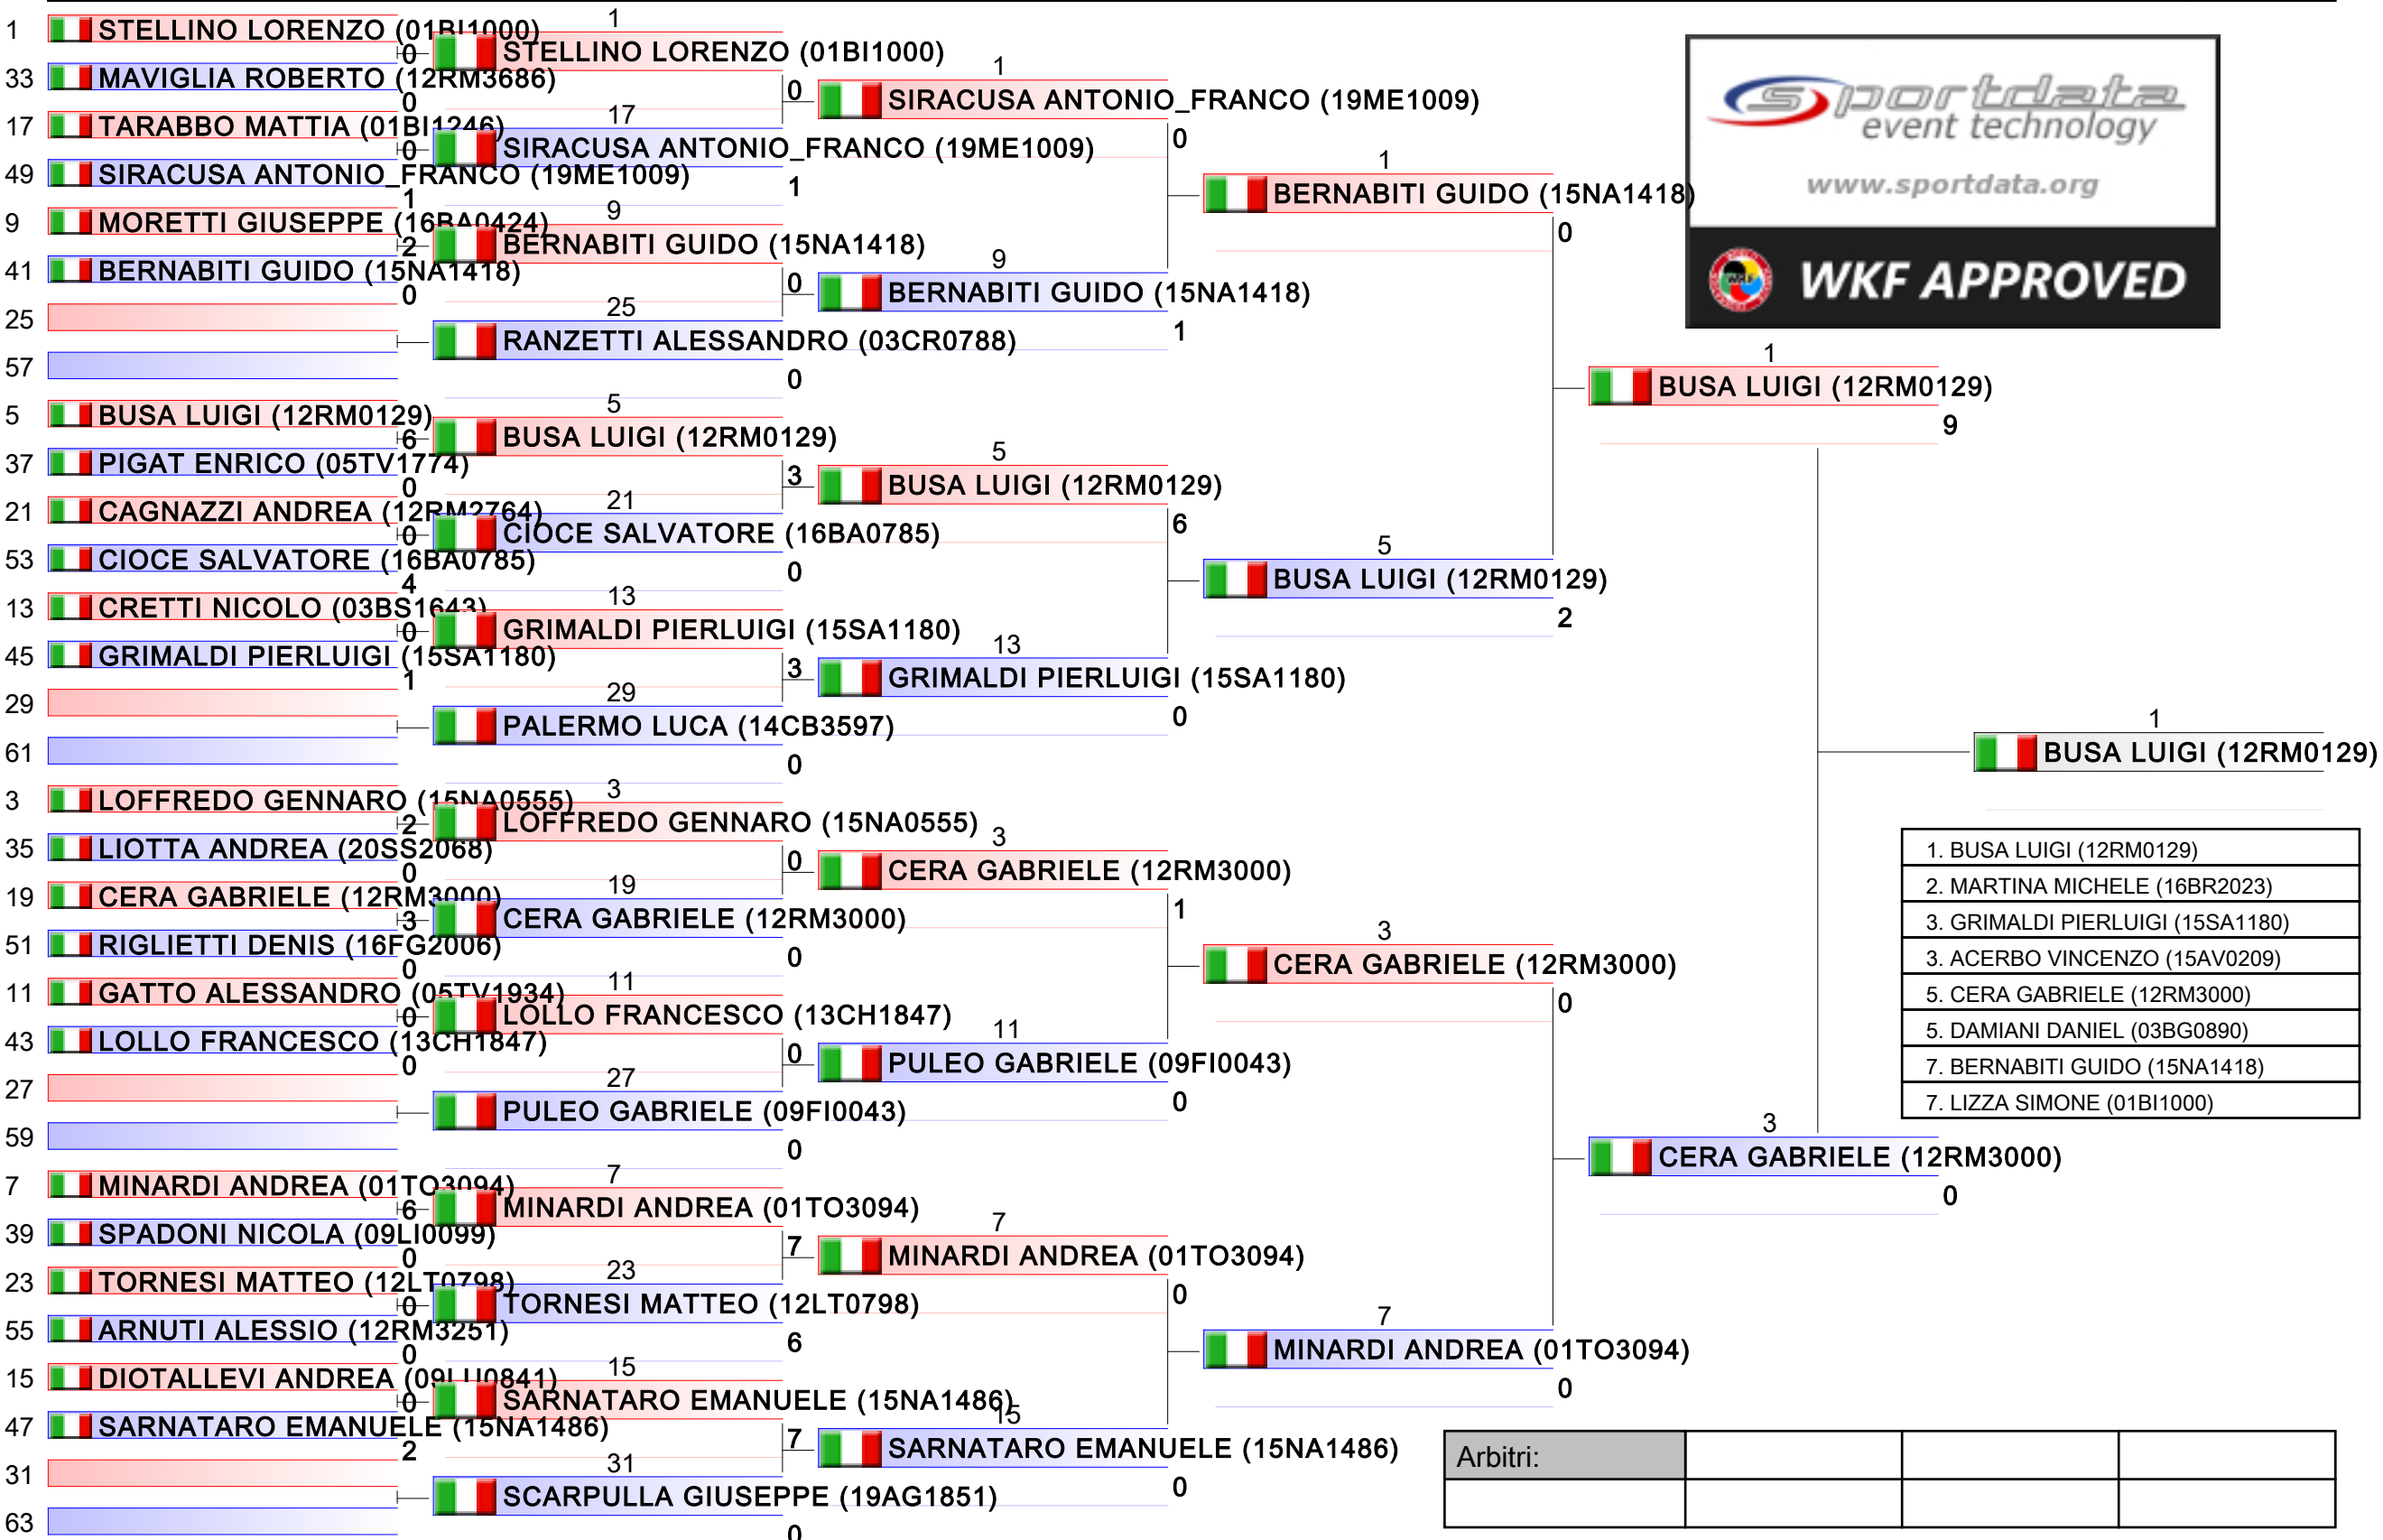 1 STELLINO LORENZO (01BI1000)
0
33 MAVIGLIA ROBERTO (12RM3686)
0
17 TARABBO MATTIA (01BI1246)
0
49 SIRACUSA ANTONIO_FRANCO (19ME1009)
1
9 MORETTI GIUSEPPE (16BA0424)
2
41 BERNABITI GUIDO (15NA1418)
0
25
57
5 BUSA LUIGI (12RM0129)
6
37 PIGAT ENRICO (05TV1774)
0
21 CAGNAZZI ANDREA (12RM2764)
0
53 CIOCE SALVATORE (16BA0785)
4
13 CRETTI NICOLO (03BS1643)
0
45 GRIMALDI PIERLUIGI (15SA1180)
1
29
61
3 LOFFREDO GENNARO (15NA0555)
2
35 LIOTTA ANDREA (20SS2068)
0
19 CERA GABRIELE (12RM3000)
3
51 RIGLIETTI DENIS (16FG2006)
0
11 GATTO ALESSANDRO (05TV1934)
0
43 LOLLO FRANCESCO (13CH1847)
0
27
59
7 MINARDI ANDREA (01TO3094)
6
39 SPADONI NICOLA (09LI0099)
0
23 TORNESI MATTEO (12LT0798)
0
55 ARNUTI ALESSIO (12RM3251)
0
15 DIOTALLEVI ANDREA (09LU0841)
0
47 SARNATARO EMANUELE (15NA1486)
2
31
63
1
STELLINO LORENZO (01BI1000)
0
17
SIRACUSA ANTONIO_FRANCO (19ME1009)
1
9
BERNABITI GUIDO (15NA1418)
0
25
RANZETTI ALESSANDRO (03CR0788)
0
5
BUSA LUIGI (12RM0129)
3
21
CIOCE SALVATORE (16BA0785)
0
13
GRIMALDI PIERLUIGI (15SA1180)
3
29
PALERMO LUCA (14CB3597)
0
3
LOFFREDO GENNARO (15NA0555)
0
19
CERA GABRIELE (12RM3000)
0
11
LOLLO FRANCESCO (13CH1847)
0
27
PULEO GABRIELE (09FI0043)
0
7
MINARDI ANDREA (01TO3094)
7
23
TORNESI MATTEO (12LT0798)
6
15
SARNATARO EMANUELE (15NA1486)
7
31
SCARPULLA GIUSEPPE (19AG1851)
0
1
SIRACUSA ANTONIO_FRANCO (19ME1009)
0
9
BERNABITI GUIDO (15NA1418)
1
5
BUSA LUIGI (12RM0129)
6
13
GRIMALDI PIERLUIGI (15SA1180)
0
3
CERA GABRIELE (12RM3000)
1
11
PULEO GABRIELE (09FI0043)
0
7
MINARDI ANDREA (01TO3094)
0
15
SARNATARO EMANUELE (15NA1486)
0
1
BERNABITI GUIDO (15NA1418)
0
5
BUSA LUIGI (12RM0129)
2
3
CERA GABRIELE (12RM3000)
0
7
MINARDI ANDREA (01TO3094)
0
sportdata
event technology
www.sportdata.org
WKF
WKF APPROVED
1
BUSA LUIGI (12RM0129)
9
3
CERA GABRIELE (12RM3000)
0
1
BUSA LUIGI (12RM0129)
1. BUSA LUIGI (12RM0129)
2. MARTINA MICHELE (16BR2023)
3. GRIMALDI PIERLUIGI (15SA1180)
3. ACERBO VINCENZO (15AV0209)
5. CERA GABRIELE (12RM3000)
5. DAMIANI DANIEL (03BG0890)
7. BERNABITI GUIDO (15NA1418)
7. LIZZA SIMONE (01BI1000)
Arbitri: